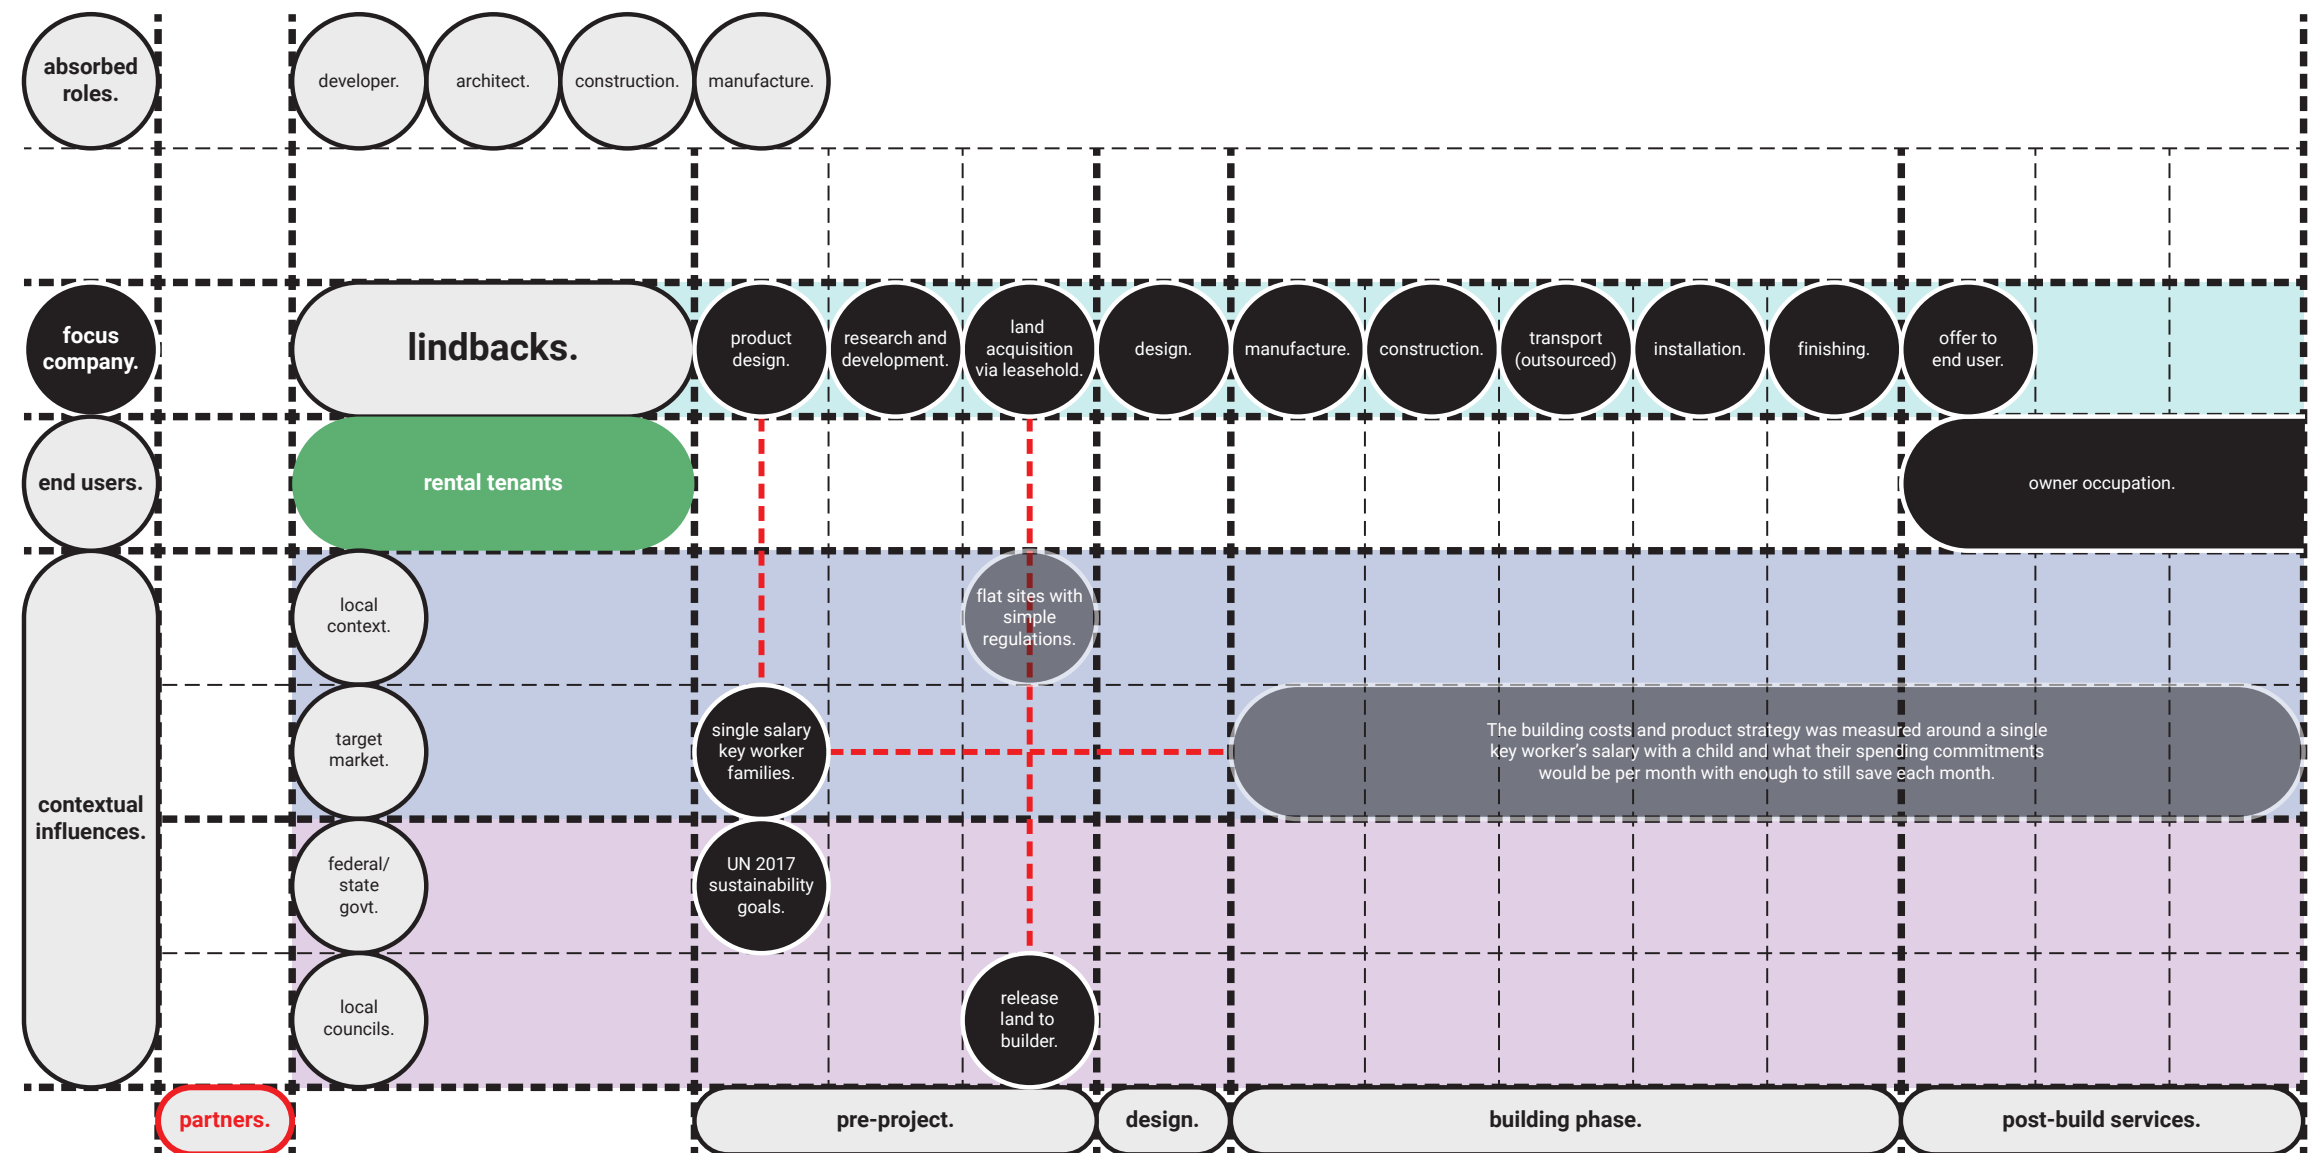 absorbed
roles.
developer.
architect.
construction.
manufacture.
focus
company.
lindbacks.
product
design.
research and
development.
land
acquisition
via leasehold.
design.
manufacture.
construction.
transport
(outsourced)
installation.
finishing.
offer to
end user.
end users.
rental tenants
owner occupation.
contextual
influences.
local
context.
flat sites with
simple
regulations.
target
market.
single salary
key worker
families.
The building costs and product strategy was measured around a single
key worker's salary with a child and what their spending commitments
would be per month with enough to still save each month.
federal/
state
govt.
UN 2017
sustainability
goals.
local
councils.
release
land to
builder.
partners.
pre-project.
design.
building phase.
post-build services.